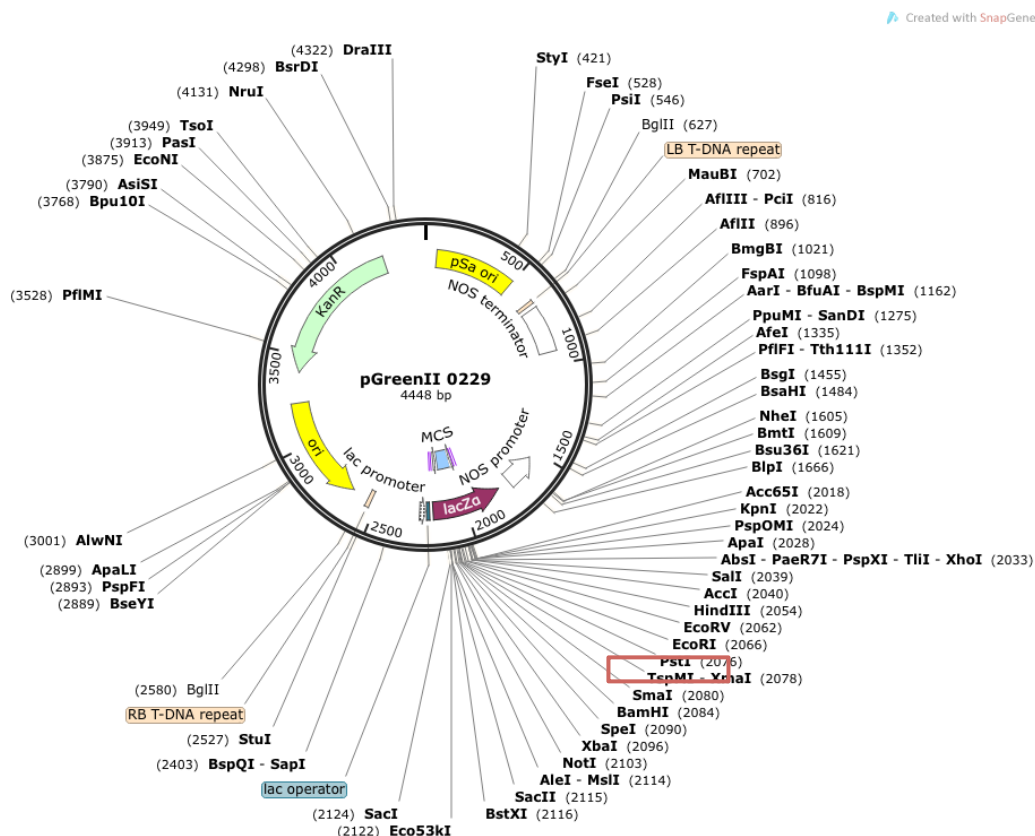 Created with SnapGene
(4322) DraIII
(4298) BsrDI
(4131) NruI
(3949) TsoI
(3913) PasI
(3875) EcoNI
(3790) AsiSI
(3768) Bpu10I
(3528) PflMI
StyI (421)
FseI (528)
PsiI (546)
BglII (627)
LB T-DNA repeat
MauBI (702)
AflIII - PciI (816)
AflII (896)
BmgBI (1021)
FspAI (1098)
AarI - BfuAI - BspMI (1162)
PpuMI - SanDI (1275)
AfeI (1335)
PflFI - Tth111I (1352)
BsgI (1455)
BsaHI (1484)
NheI (1605)
BmtI (1609)
Bsu36I (1621)
BlpI (1666)
Acc65I (2018)
KpnI (2022)
PspOMI (2024)
ApaI (2028)
AbsI - PaeR7I - PspXI - TliI - XhoI (2033)
SalI (2039)
AccI (2040)
HindIII (2054)
EcoRV (2062)
EcoRI (2066)
PstI (2076)
TspMI - XmaI (2078)
SmaI (2080)
BamHI (2084)
SpeI (2090)
XbaI (2096)
NotI (2103)
AleI - MslI (2114)
SacII (2115)
BstXI (2116)
4000
500
1000
1500
2000
2500
3000
3500
pSa ori
NOS terminator
KanR
pGreenII 0229
4448 bp
MCS
NOS promoter
lac promoter
lacZα
ori
(3001) AlwNI
(2899) ApaLI
(2893) PspFI
(2889) BseYI
(2580) BglII
RB T-DNA repeat
(2527) StuI
(2403) BspQI - SapI
lac operator
(2124) SacI
(2122) Eco53kI